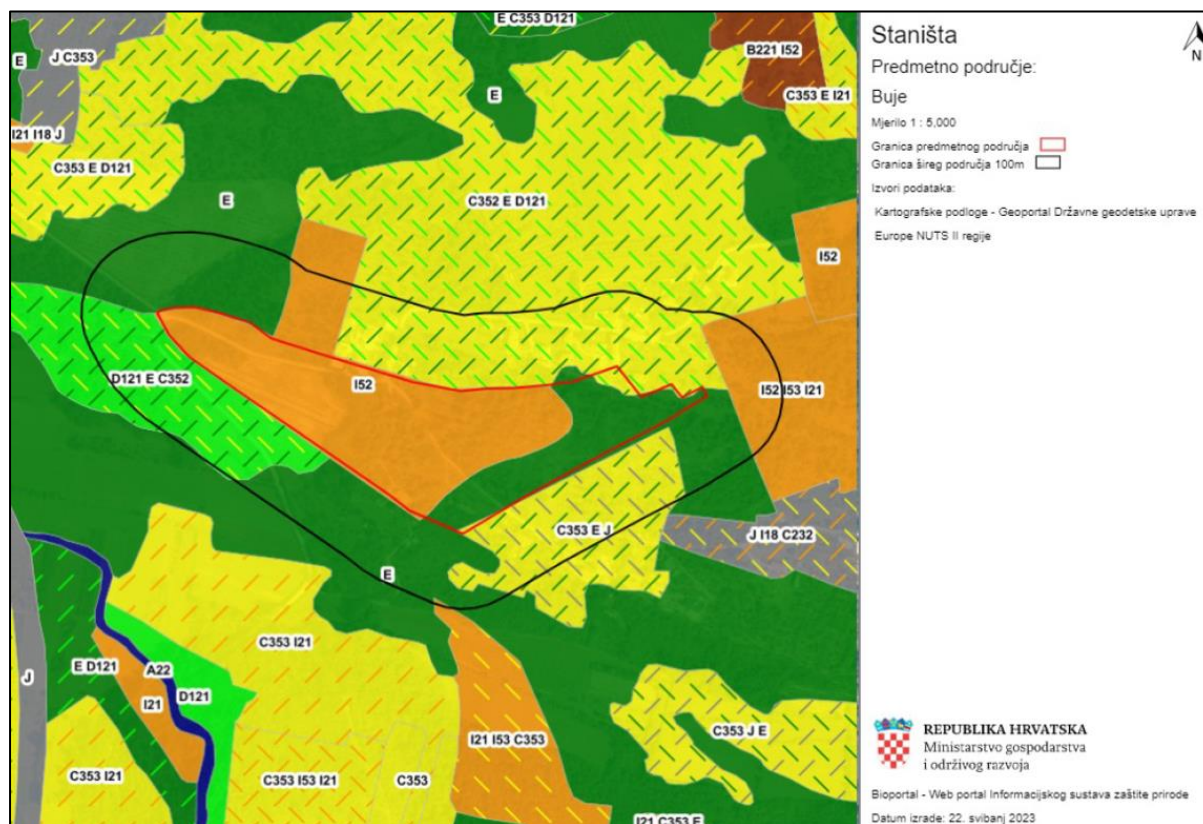 E C353 D121
E
J C353
B221 I52
E
C353 E I21
I21 I18 J
C353 E D121
E
C352 E D121
I52
D121 E C352
I52
I52 I53 I21
C353 E J
J I18 C232
E
C353 I21
E D121
A22
J
D121
I21
I21 I53 C353
C353 J E
C353 I21
C353 I53 I21
C353
I21 C353 E
Staništa
N
Predmetno područje:
Buje
Mjerilo 1 : 5,000
Granica predmetnog područja
Granica šireg područja 100m
Izvori podataka:
Kartografske podloge - Geoportal Državne geodetske uprave
Europe NUTS II regije
REPUBLIKA HRVATSKA
Ministarstvo gospodarstva
i održivog razvoja
Bioportal - Web portal Informacijskog sustava zaštite prirode
Datum izrade: 22. svibanj 2023